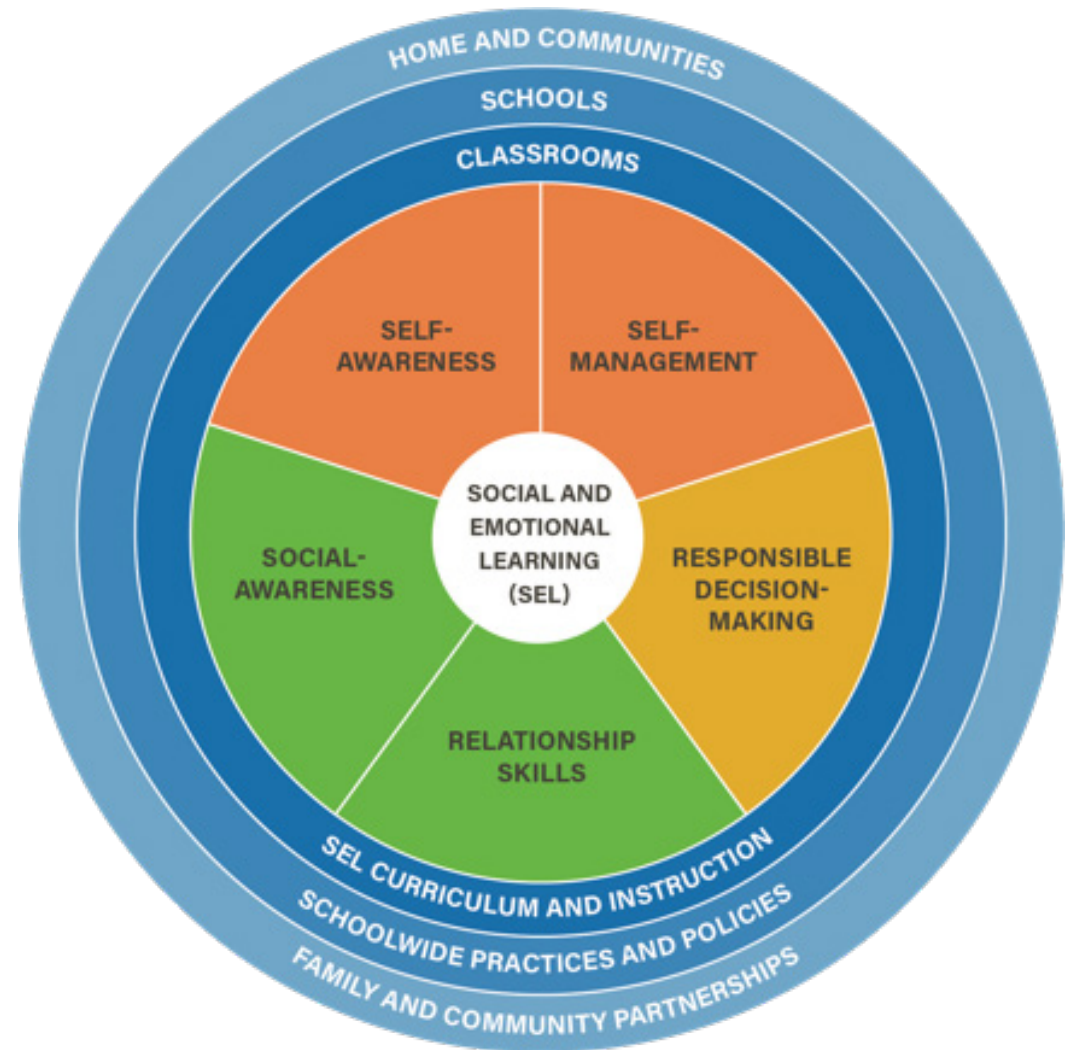 HOME AND COMMUNITIES
SCHOOLS
CLASSROOMS
SELF-
AWARENESS
SELF-
MANAGEMENT
SOCIAL AND
EMOTIONAL
LEARNING
(SEL)
SOCIAL-
AWARENESS
RESPONSIBLE
DECISION-
MAKING
RELATIONSHIP
SKILLS
SEL CURRICULUM AND INSTRUCTION
SCHOOLWIDE PRACTICES AND POLICIES
FAMILY AND COMMUNITY PARTNERSHIPS